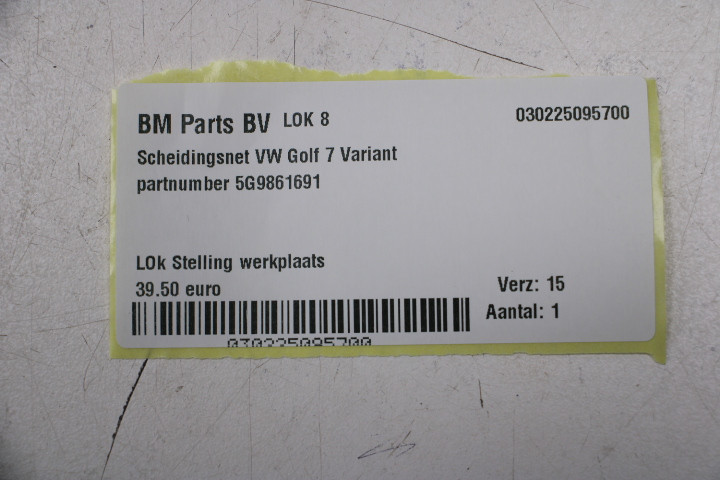 BM Parts BV LOK 8 030225095700
Scheidingsnet VW Golf 7 Variant
partnumber 5G9861691
LOk Stelling werkplaats
39.50 euro Verz: 15
Aantal: 1
030225095700